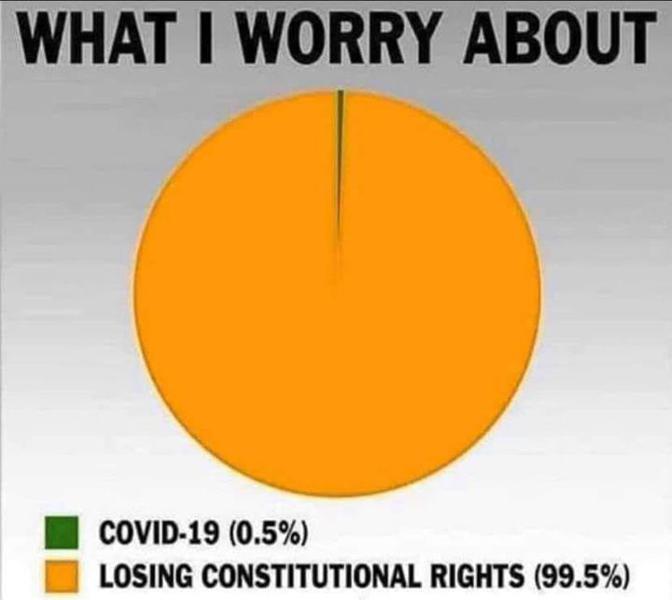 WHAT I WORRY ABOUT
COVID-19 (0.5%)
LOSING CONSTITUTIONAL RIGHTS (99.5%)